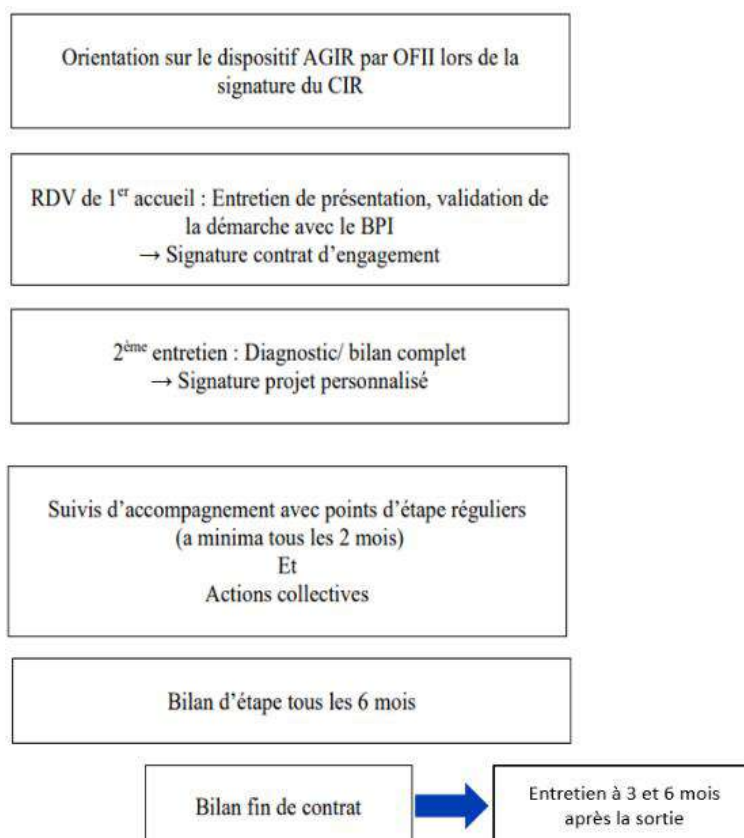 Orientation sur le dispositif AGIR par OFII lors de la
signature du CIR
RDV de 1er accueil : Entretien de présentation, validation de
la démarche avec le BPI
→ Signature contrat d’engagement
2ème entretien : Diagnostic/ bilan complet
→ Signature projet personnalisé
Suivis d’accompagnement avec points d’étape réguliers
(a minima tous les 2 mois)
Et
Actions collectives
Bilan d’étape tous les 6 mois
Bilan fin de contrat
Entretien à 3 et 6 mois
après la sortie